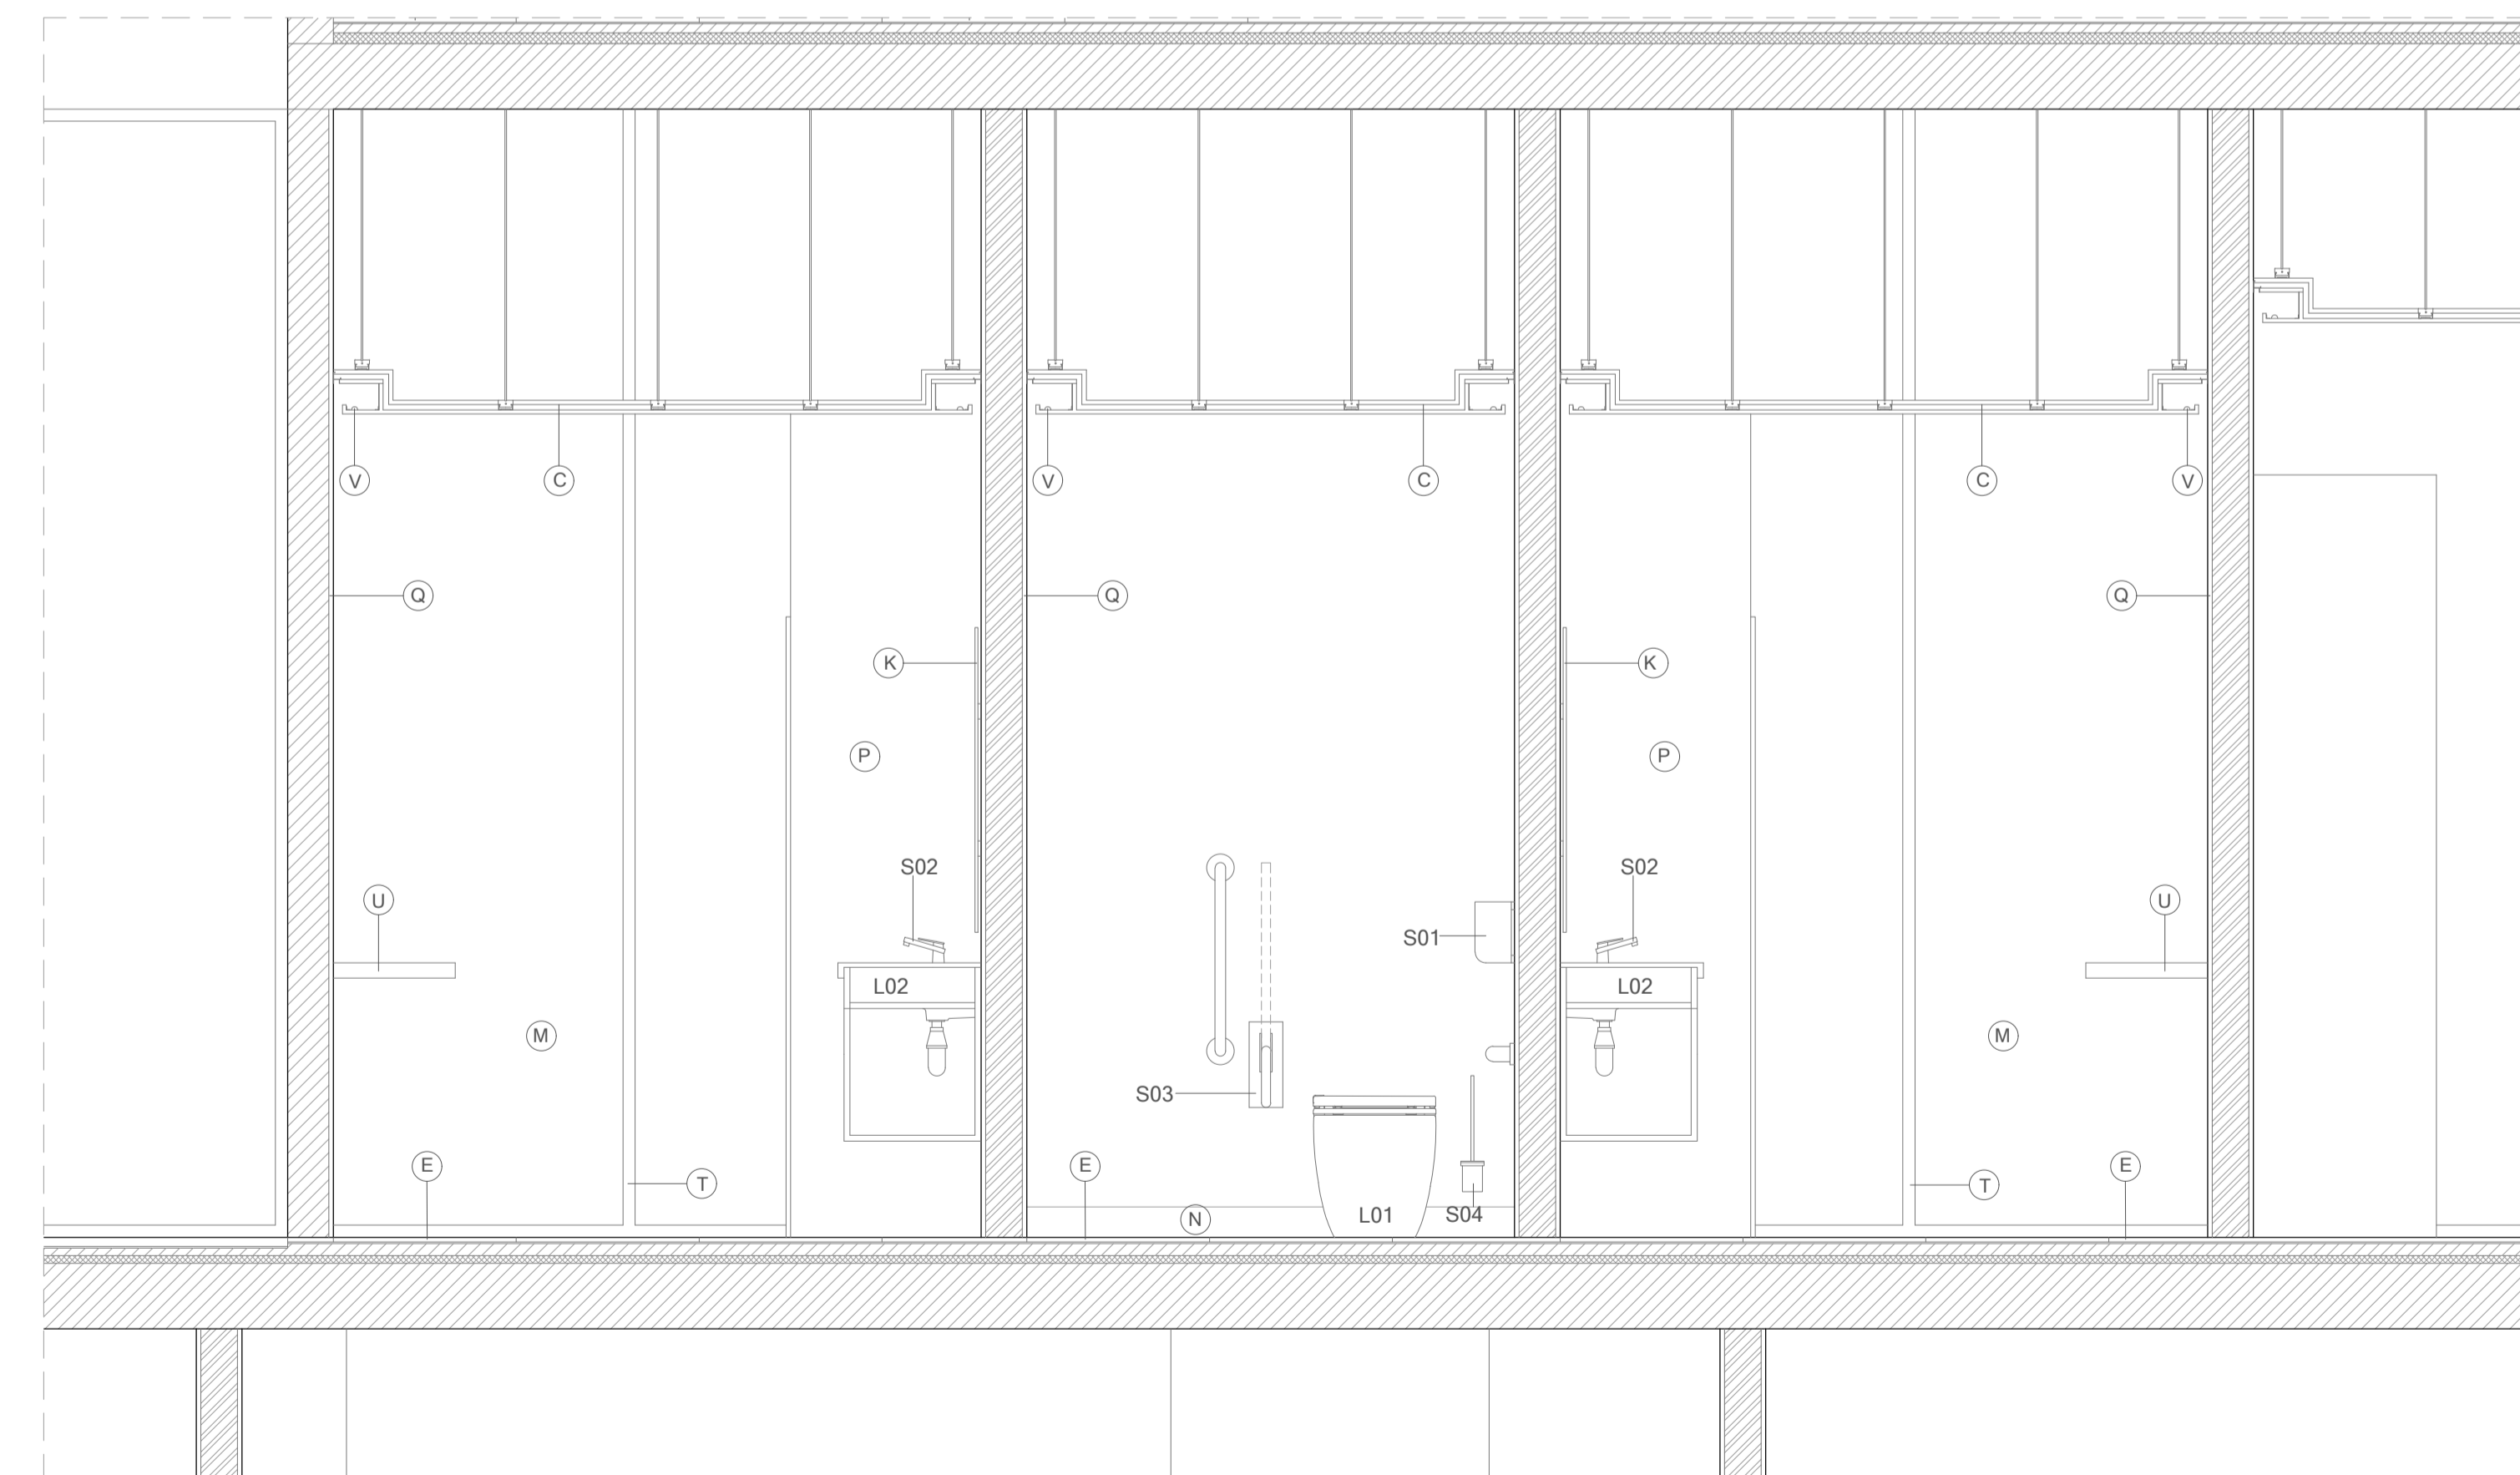 V C V C C V
Q Q Q
K K
P P
S02 S02
U U
S01
L02 L02
M M
S03
E E E
T T
N L01 S04